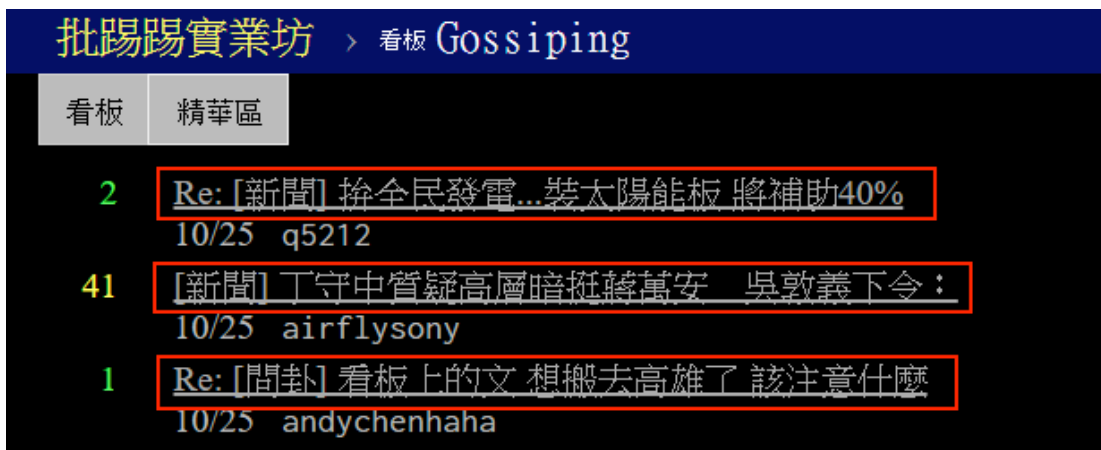 批踢踢實業坊 › 看板 Gossiping
看板 精華區
2 Re: [新聞] 拚全民發電...裝太陽能板 將補助40%
10/25 q5212
41 [新聞] 丁守中質疑高層暗挺蔣萬安 吳敦義下令：
10/25 airflysony
1 Re: [問卦] 看板上的文 想搬去高雄了 該注意什麼
10/25 andychenhaha